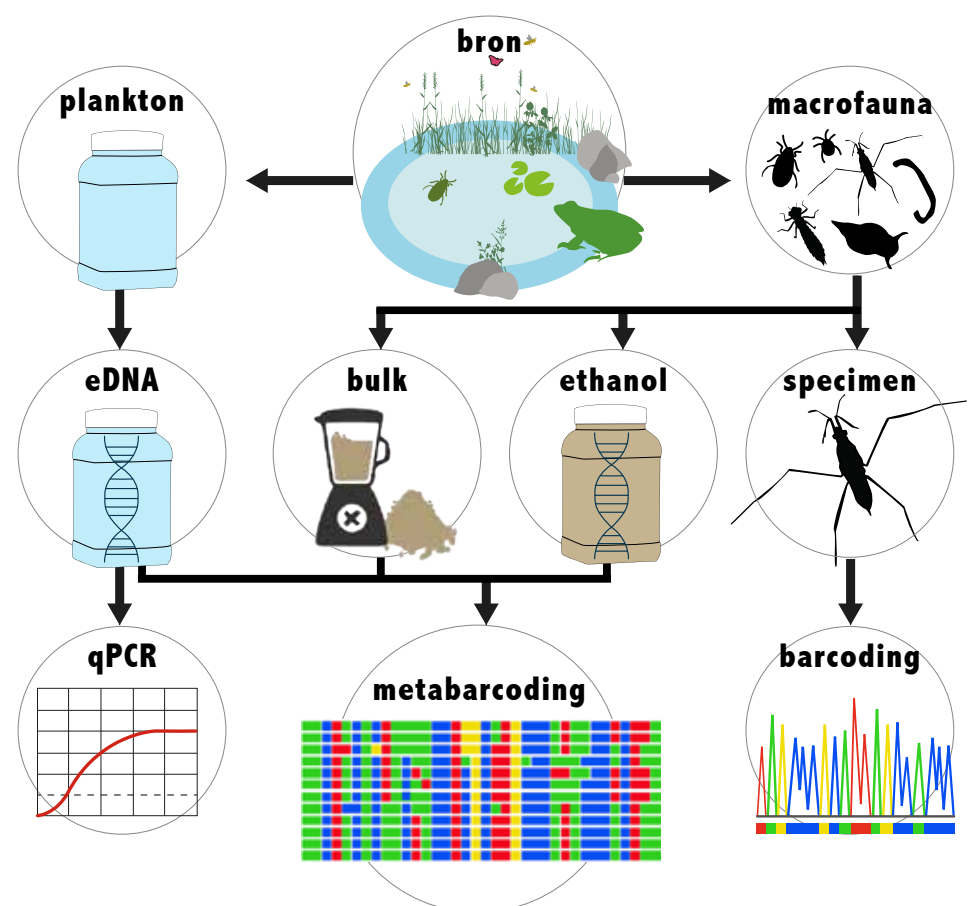 bron
plankton
macrofauna
eDNA
bulk
ethanol
specimen
qPCR
metabarcoding
barcoding